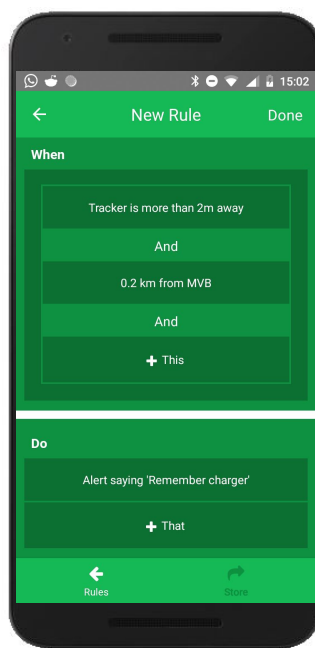 15:02
New Rule
Done
When
Tracker is more than 2m away
And
0.2 km from MVB
And
+ This
Do
Alert saying 'Remember charger'
+ That
Rules
Store